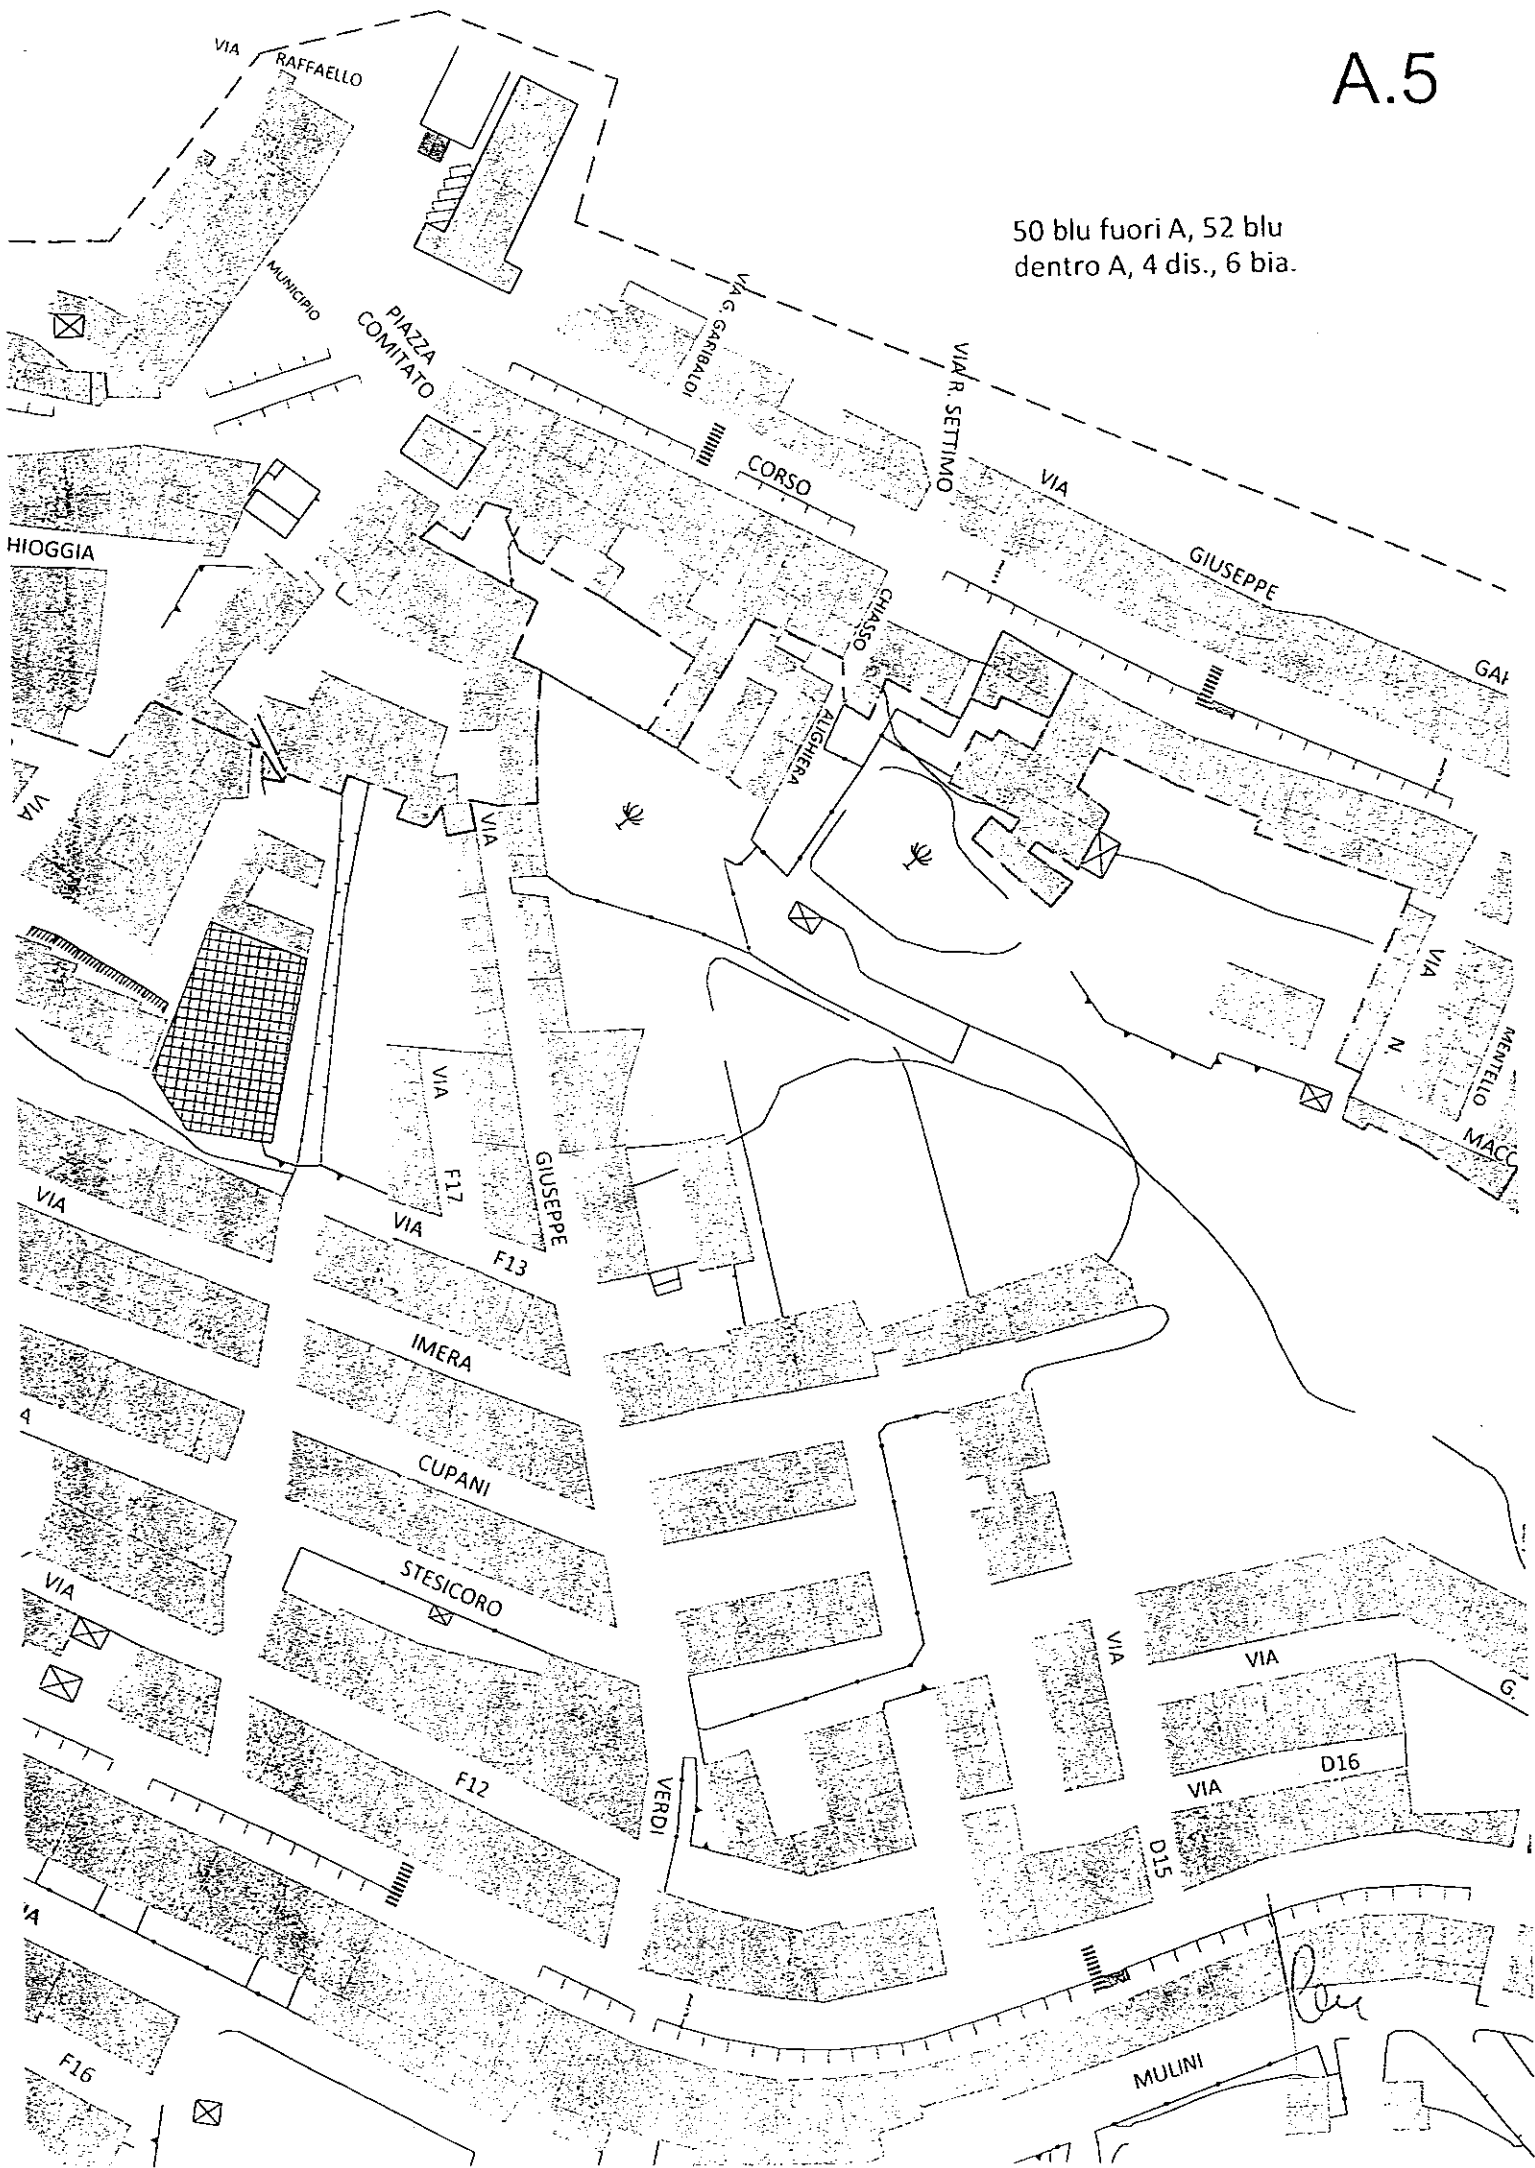 A.5
50 blu fuori A, 52 blu
dentro A, 4 dis., 6 bia.
VIA
RAFFAELLO
MUNICIPIO
PIAZZA
COMITATO
VIA G. GARIBALDI
VIA R. SETTIMO
CORSO
VIA
GIUSEPPE
HIOGGIA
CHIASSO
ALIGHIERA
VIA
VIA
VIA
N.
MENTELLO
MACC
VIA
F17
GIUSEPPE
VIA
VIA
F13
IMERA
CUPANI
STESICORO
VIA
VIA
VIA
G.
F12
VERDI
D16
VIA
D15
F16
MULINI